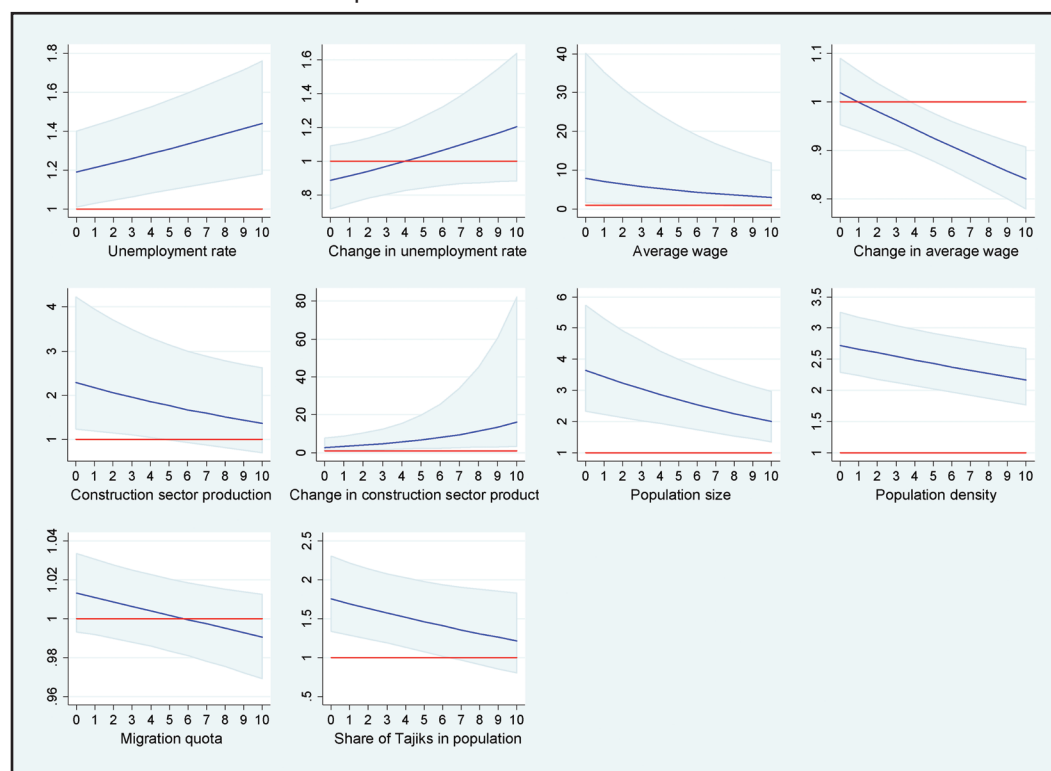 1 1.2 1.4 1.6 1.8
0 1 2 3 4 5 6 7 8 9 10
Unemployment rate
.8 1 1.2 1.4 1.6
0 1 2 3 4 5 6 7 8 9 10
Change in unemployment rate
0 10 20 30 40
0 1 2 3 4 5 6 7 8 9 10
Average wage
.8 .9 1 1.1
0 1 2 3 4 5 6 7 8 9 10
Change in average wage
1 2 3 4
0 1 2 3 4 5 6 7 8 9 10
Construction sector production
0 20 40 60 80
0 1 2 3 4 5 6 7 8 9 10
Change in construction sector product
1 2 3 4 5 6
0 1 2 3 4 5 6 7 8 9 10
Population size
1 1.5 2 2.5 3 3.5
0 1 2 3 4 5 6 7 8 9 10
Population density
.96 .98 1 1.02 1.04
0 1 2 3 4 5 6 7 8 9 10
Migration quota
.5 1 1.5 2 2.5
0 1 2 3 4 5 6 7 8 9 10
Share of Tajiks in population